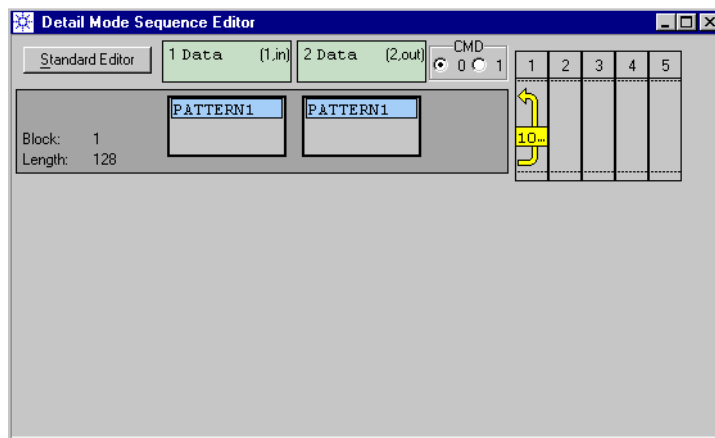 Detail Mode Sequence Editor
Standard Editor
1 Data (1,in)
2 Data (2,out)
CMD
0 1
1 2 3 4 5
PATTERN1
PATTERN1
10...
Block: 1
Length: 128